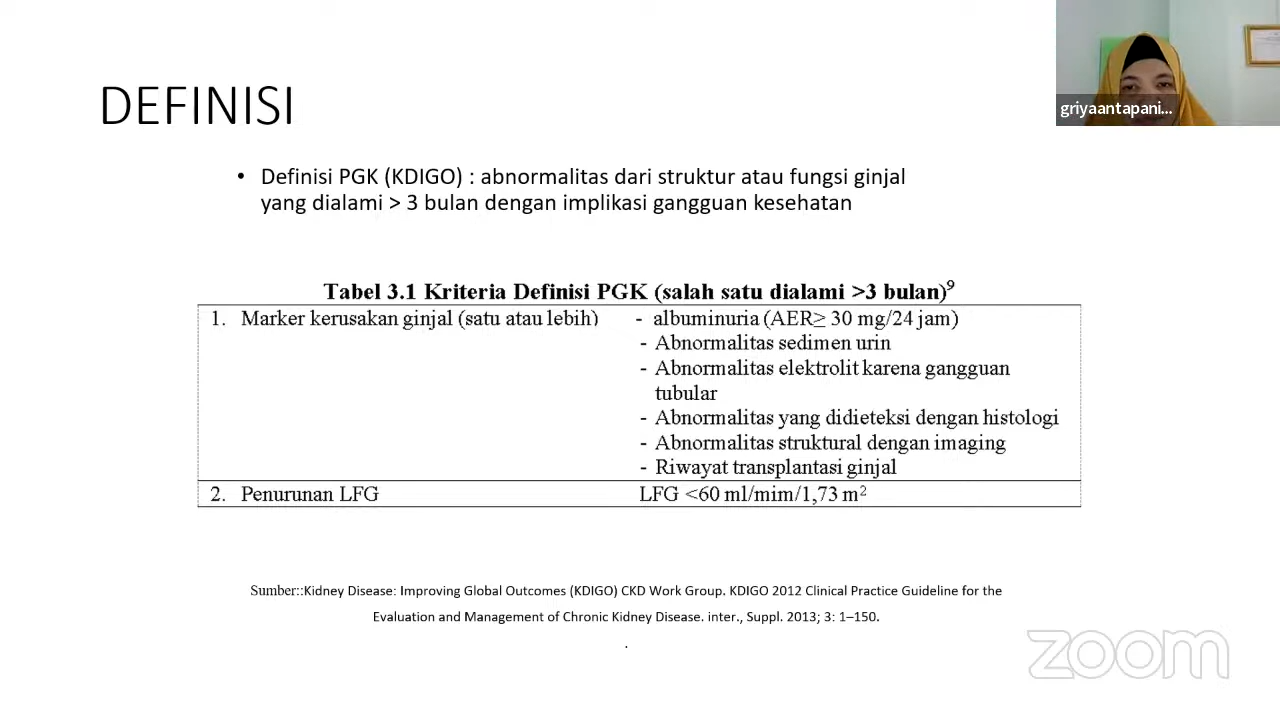 DEFINISI
griyaantapani...
• Definisi PGK (KDIGO) : abnormalitas dari struktur atau fungsi ginjal
yang dialami > 3 bulan dengan implikasi gangguan kesehatan
Tabel 3.1 Kriteria Definisi PGK (salah satu dialami >3 bulan)⁹
1. Marker kerusakan ginjal (satu atau lebih) - albuminuria (AER≥ 30 mg/24 jam)
- Abnormalitas sedimen urin
- Abnormalitas elektrolit karena gangguan
tubular
- Abnormalitas yang didieteksi dengan histologi
- Abnormalitas struktural dengan imaging
- Riwayat transplantasi ginjal
2. Penurunan LFG LFG <60 ml/mim/1,73 m²
Sumber::Kidney Disease: Improving Global Outcomes (KDIGO) CKD Work Group. KDIGO 2012 Clinical Practice Guideline for the
Evaluation and Management of Chronic Kidney Disease. inter., Suppl. 2013; 3: 1–150.
.
zoom